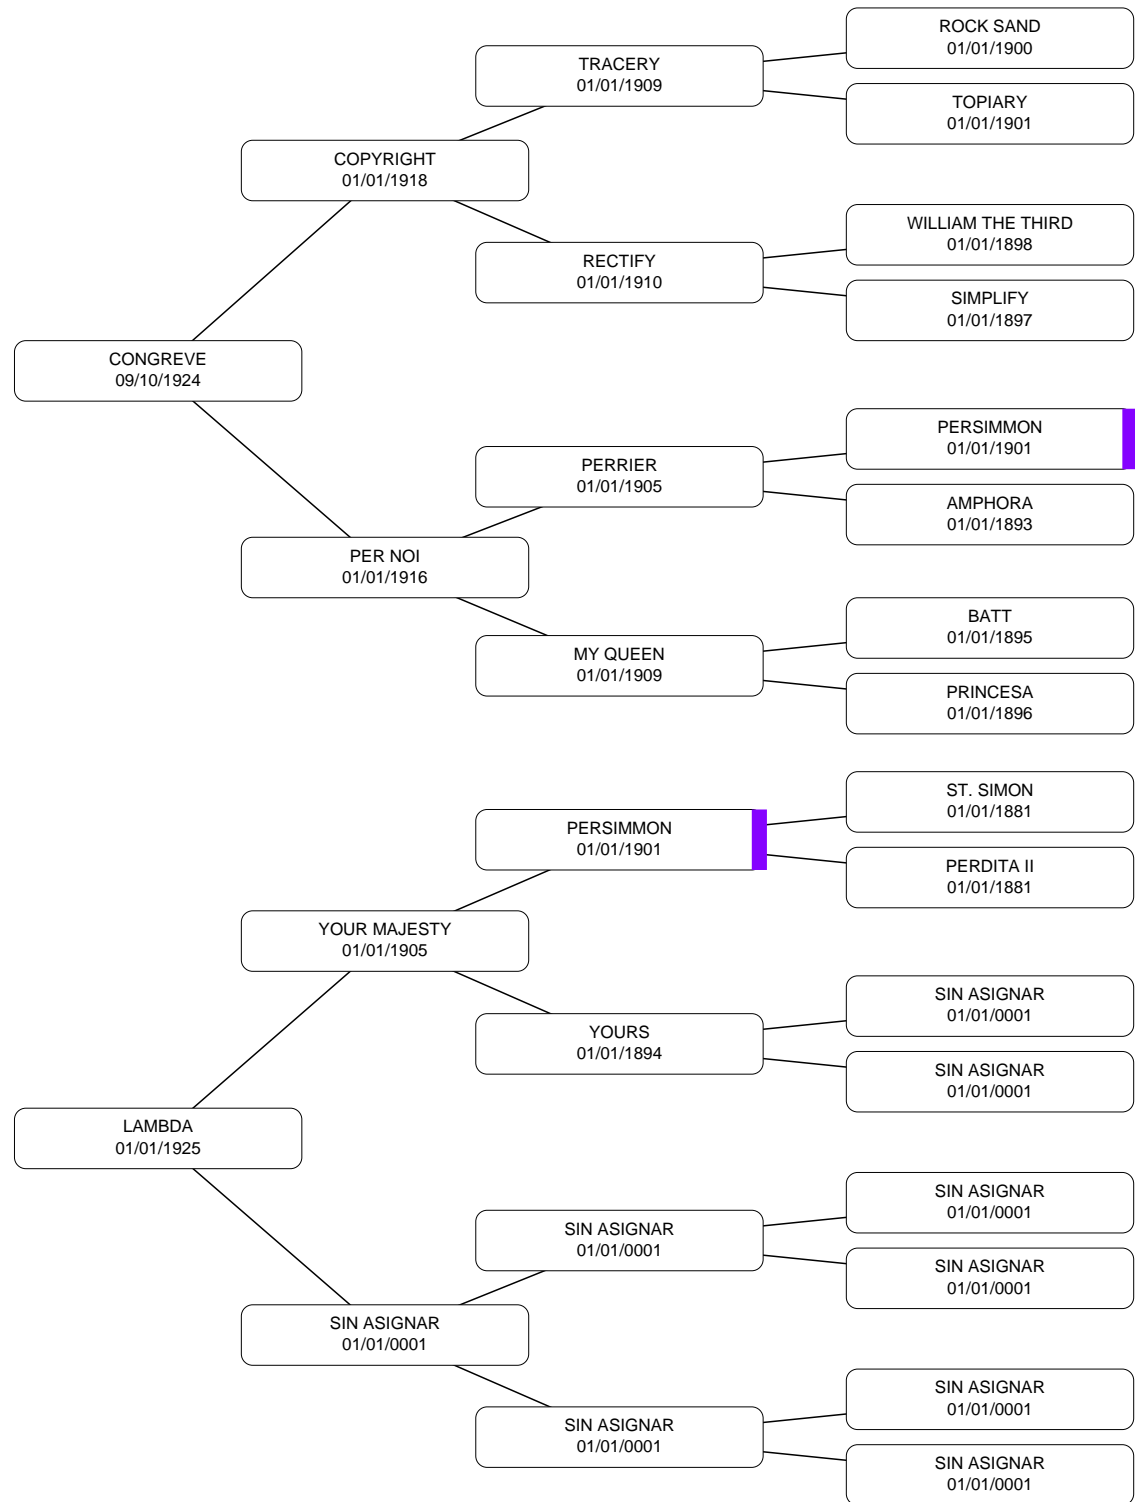 ROCK SAND
01/01/1900
TRACERY
01/01/1909
TOPIARY
01/01/1901
COPYRIGHT
01/01/1918
WILLIAM THE THIRD
01/01/1898
RECTIFY
01/01/1910
SIMPLIFY
01/01/1897
CONGREVE
09/10/1924
PERSIMMON
01/01/1901
PERRIER
01/01/1905
AMPHORA
01/01/1893
PER NOI
01/01/1916
BATT
01/01/1895
MY QUEEN
01/01/1909
PRINCESA
01/01/1896
ST. SIMON
01/01/1881
PERSIMMON
01/01/1901
PERDITA II
01/01/1881
YOUR MAJESTY
01/01/1905
SIN ASIGNAR
01/01/0001
YOURS
01/01/1894
SIN ASIGNAR
01/01/0001
LAMBDA
01/01/1925
SIN ASIGNAR
01/01/0001
SIN ASIGNAR
01/01/0001
SIN ASIGNAR
01/01/0001
SIN ASIGNAR
01/01/0001
SIN ASIGNAR
01/01/0001
SIN ASIGNAR
01/01/0001
SIN ASIGNAR
01/01/0001